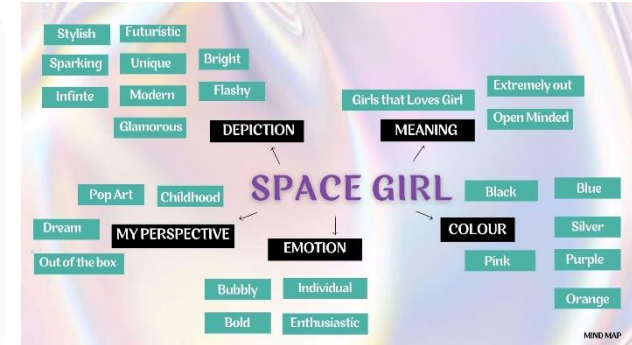 Stylish
Futuristic
Sparking
Unique
Bright
Infinte
Modern
Flashy
Glamorous
DEPICTION
Girls that Loves Girl
Extremely out
Open Minded
MEANING
SPACE GIRL
Pop Art
Childhood
Dream
MY PERSPECTIVE
Out of the box
EMOTION
Bubbly
Individual
Bold
Enthusiastic
COLOUR
Black
Blue
Silver
Pink
Purple
Orange
MIND MAP